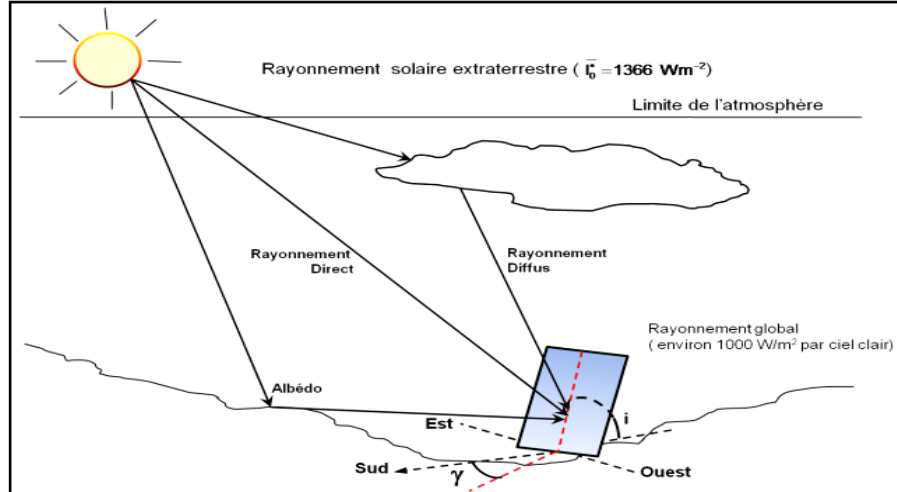 Rayonnement solaire extraterrestre ( I̅₀* =1366 Wm⁻²)
Limite de l'atmosphère
Rayonnement
Direct
Rayonnement
Diffus
Rayonnement global
( environ 1000 W/m² par ciel clair)
Albédo
Est
i
Sud
γ
Ouest